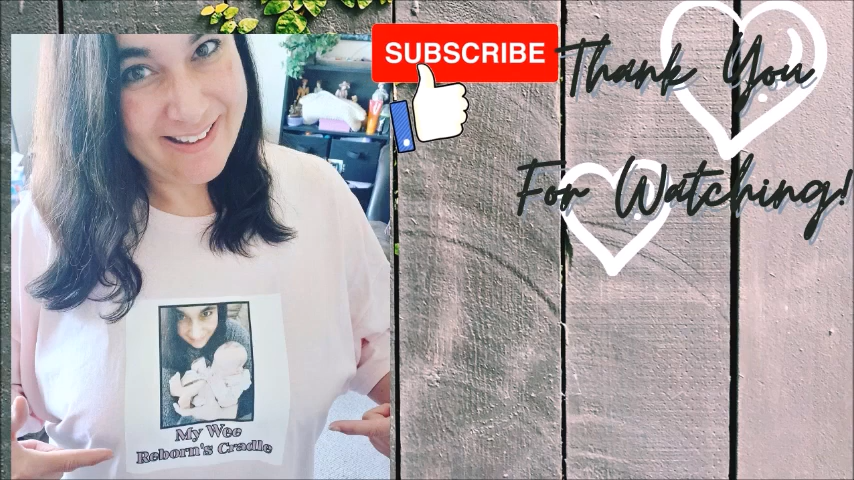 SUBSCRIBE
Thank You
For Watching!
My Wee
Reborn's Cradle